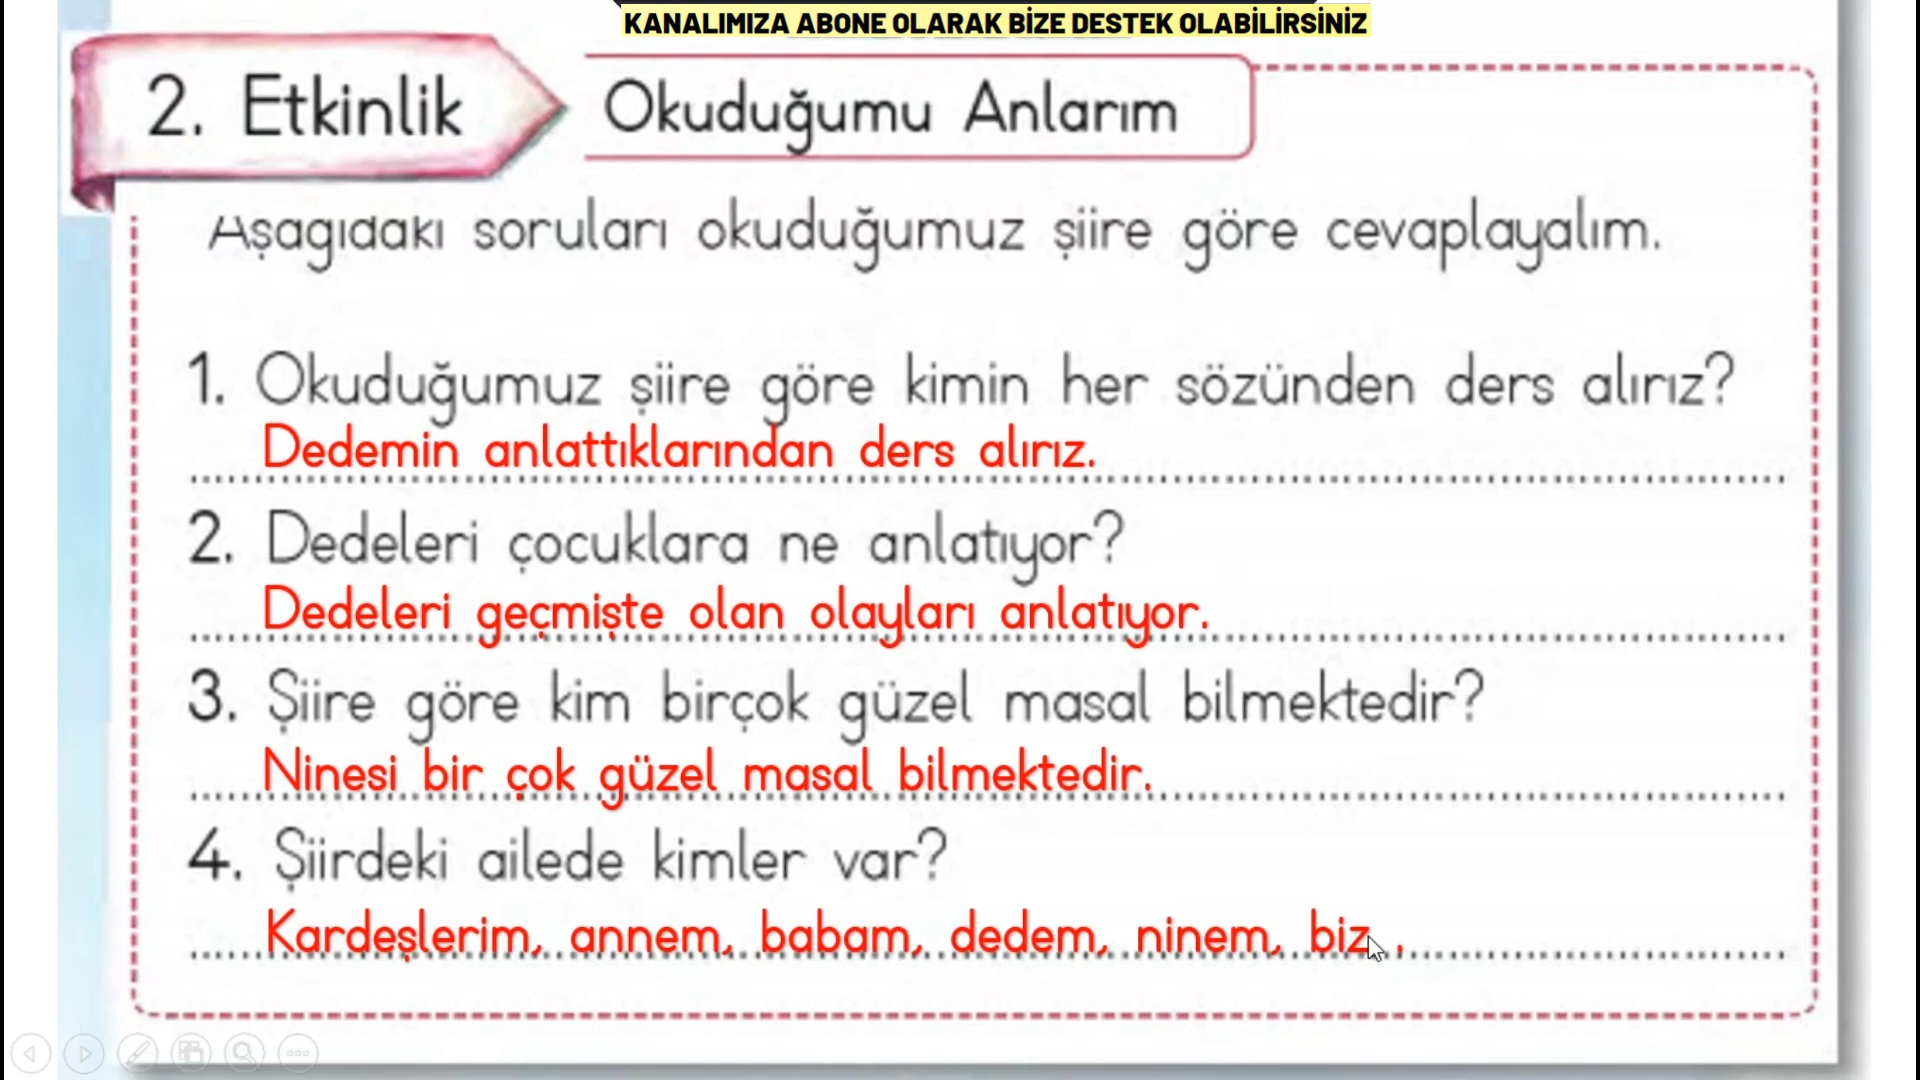 KANALIMIZA ABONE OLARAK BİZE DESTEK OLABİLİRSİNİZ
2. Etkinlik
Okuduğumu Anlarım
Aşağıdaki soruları okuduğumuz şiire göre cevaplayalım.
1. Okuduğumuz şiire göre kimin her sözünden ders alırız?
Dedemin anlattıklarından ders alırız.
2. Dedeleri çocuklara ne anlatıyor?
Dedeleri geçmişte olan olayları anlatıyor.
3. Şiire göre kim birçok güzel masal bilmektedir?
Ninesi bir çok güzel masal bilmektedir.
4. Şiirdeki ailede kimler var?
Kardeşlerim, annem, babam, dedem, ninem, biz .